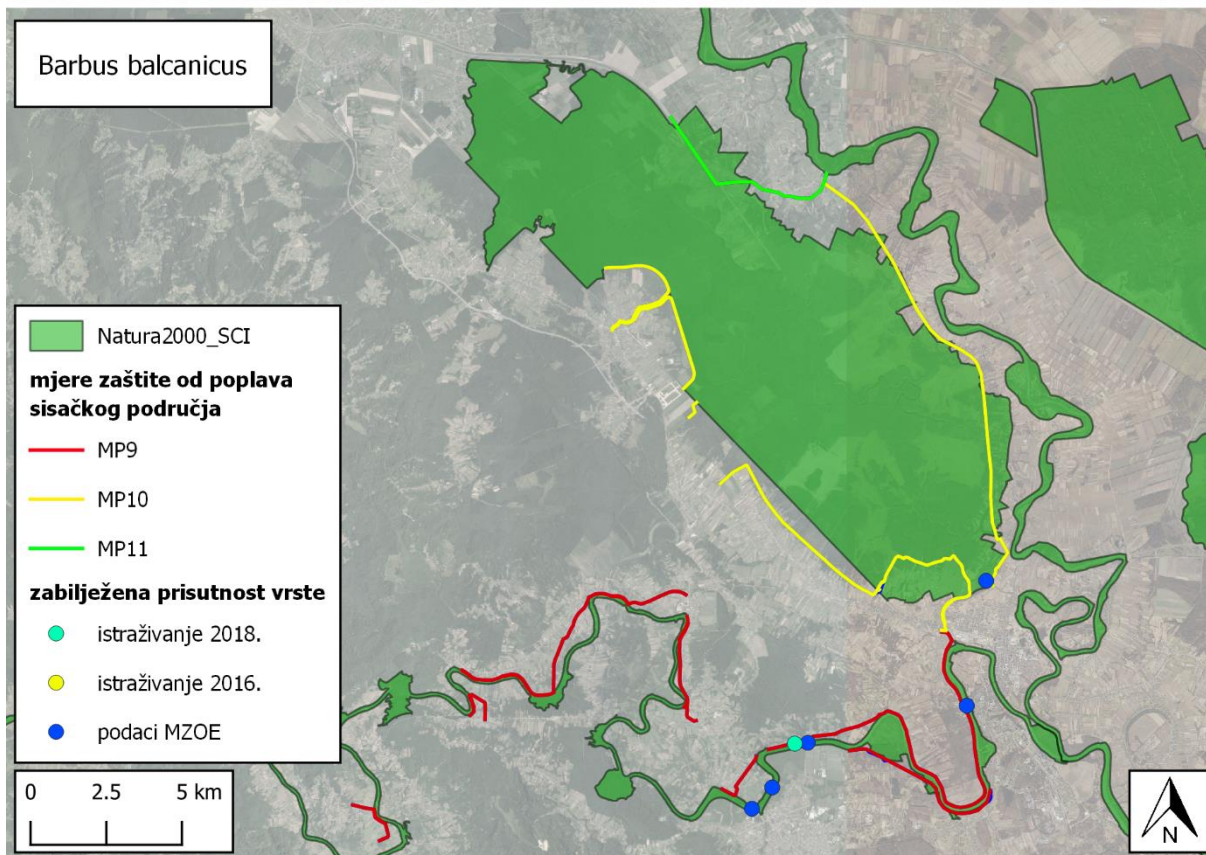 Barbus balcanicus
Natura2000_SCI
mjere zaštite od poplava
sisačkog područja
MP9
MP10
MP11
zabilježena prisutnost vrste
istraživanje 2018.
istraživanje 2016.
podaci MZOE
0 2.5 5 km
N